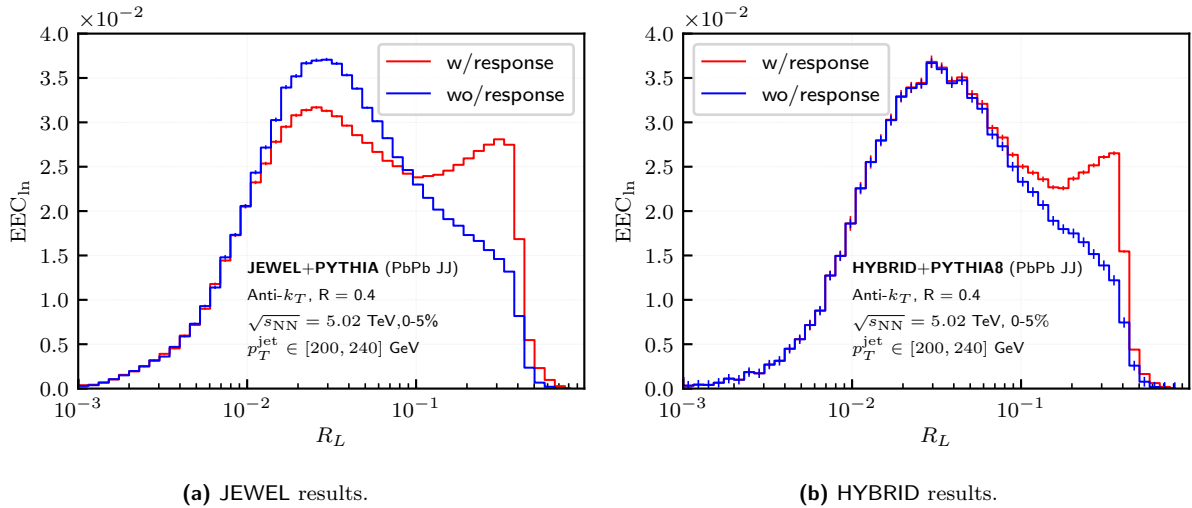 ×10⁻²
4.0
3.5
3.0
2.5
2.0
1.5
1.0
0.5
0.0
EEC_ln
w/response
wo/response
JEWEL+PYTHIA (PbPb JJ)
Anti-k_T, R = 0.4
√s_NN = 5.02 TeV,0-5%
p_T^jet ∈ [200, 240] GeV
10⁻³ 10⁻² 10⁻¹
R_L
(a) JEWEL results.
×10⁻²
4.0
3.5
3.0
2.5
2.0
1.5
1.0
0.5
0.0
EEC_ln
w/response
wo/response
HYBRID+PYTHIA8 (PbPb JJ)
Anti-k_T, R = 0.4
√s_NN = 5.02 TeV, 0-5%
p_T^jet ∈ [200, 240] GeV
10⁻³ 10⁻² 10⁻¹
R_L
(b) HYBRID results.